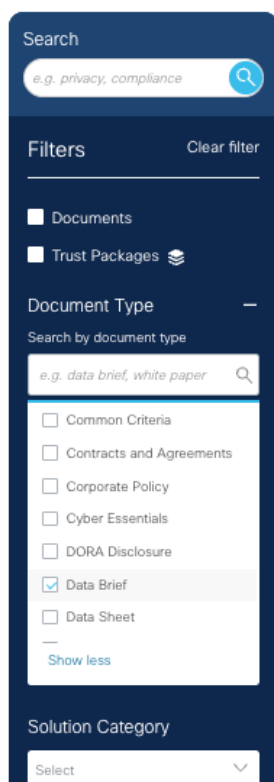 Search
e.g. privacy, compliance
Filters Clear filter
Documents
Trust Packages
Document Type
Search by document type
e.g. data brief, white paper
Common Criteria
Contracts and Agreements
Corporate Policy
Cyber Essentials
DORA Disclosure
Data Brief
Data Sheet
Show less
Solution Category
Select